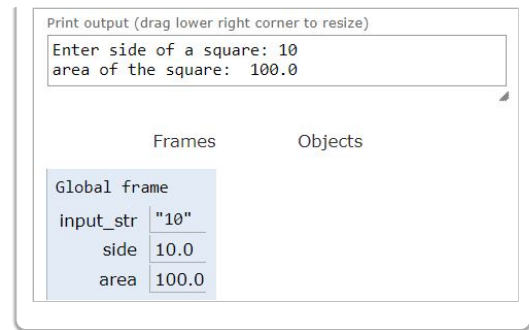 Print output (drag lower right corner to resize)
Enter side of a square: 10
area of the square:  100.0
Frames Objects
Global frame
input_str "10"
side 10.0
area 100.0